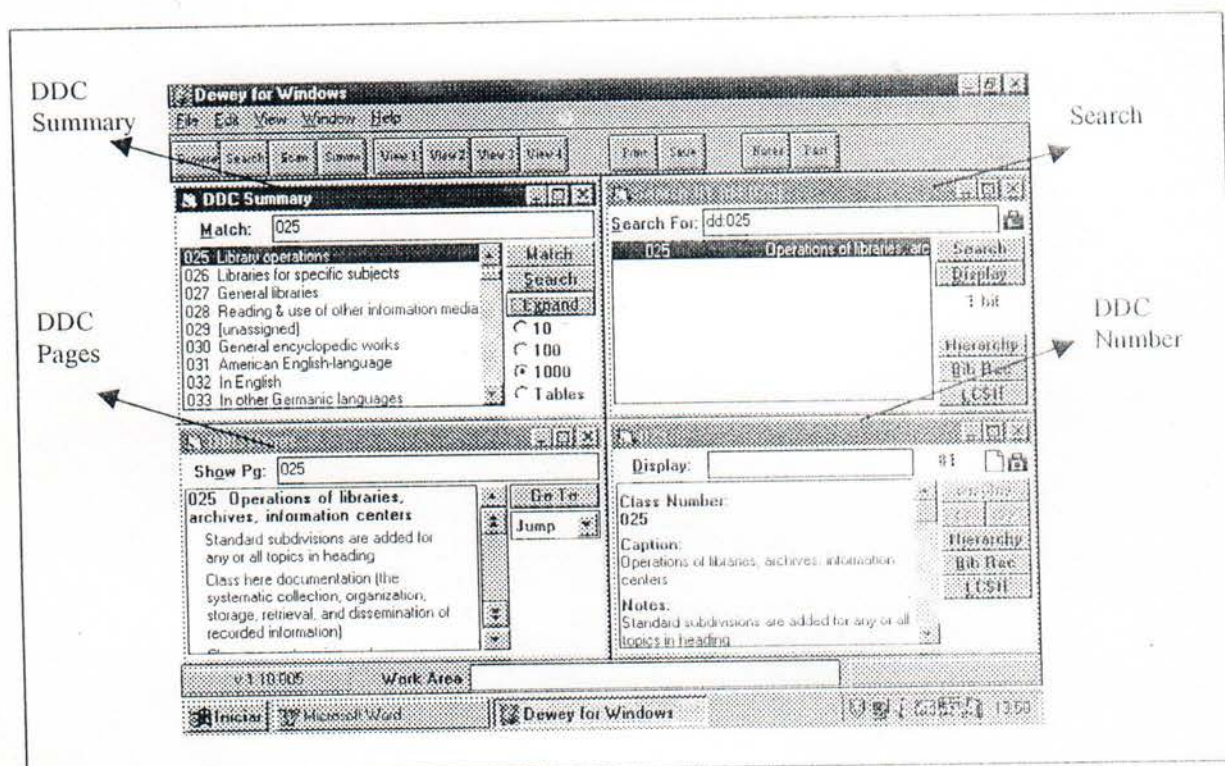 DDC
Summary
Search
DDC
Pages
DDC
Number
Dewey for Windows
File Edit View Window Help
Browse Search Scan Summ View 1 View 2 View 3 View 4 Save Notes
DDC Summary
Match: 025
025 Library operations
026 Libraries for specific subjects
027 General libraries
028 Reading & use of other information media
029 [unassigned]
030 General encyclopedic works
031 American English-language
032 In English
033 In other Germanic languages
Match
Search
Expand
10
100
1000
Tables
Search For: dd:025
025 Operations of libraries, arc
Search
Display
1 hit
Hierarchy
Bib Rec
LCSH
Show Pg: 025
025 Operations of libraries,
archives, information centers
Standard subdivisions are added for
any or all topics in heading
Class here documentation (the
systematic collection, organization,
storage, retrieval, and dissemination of
recorded information)
Go To
Jump
Display: #1
Class Number:
025
Caption:
Operations of libraries, archives, information
centers
Notes:
Standard subdivisions are added for any or all
topics in heading
Hierarchy
Bib Rec
LCSH
v 1.10.005 Work Area
Iniciar Microsoft Word Dewey for Windows 13:50